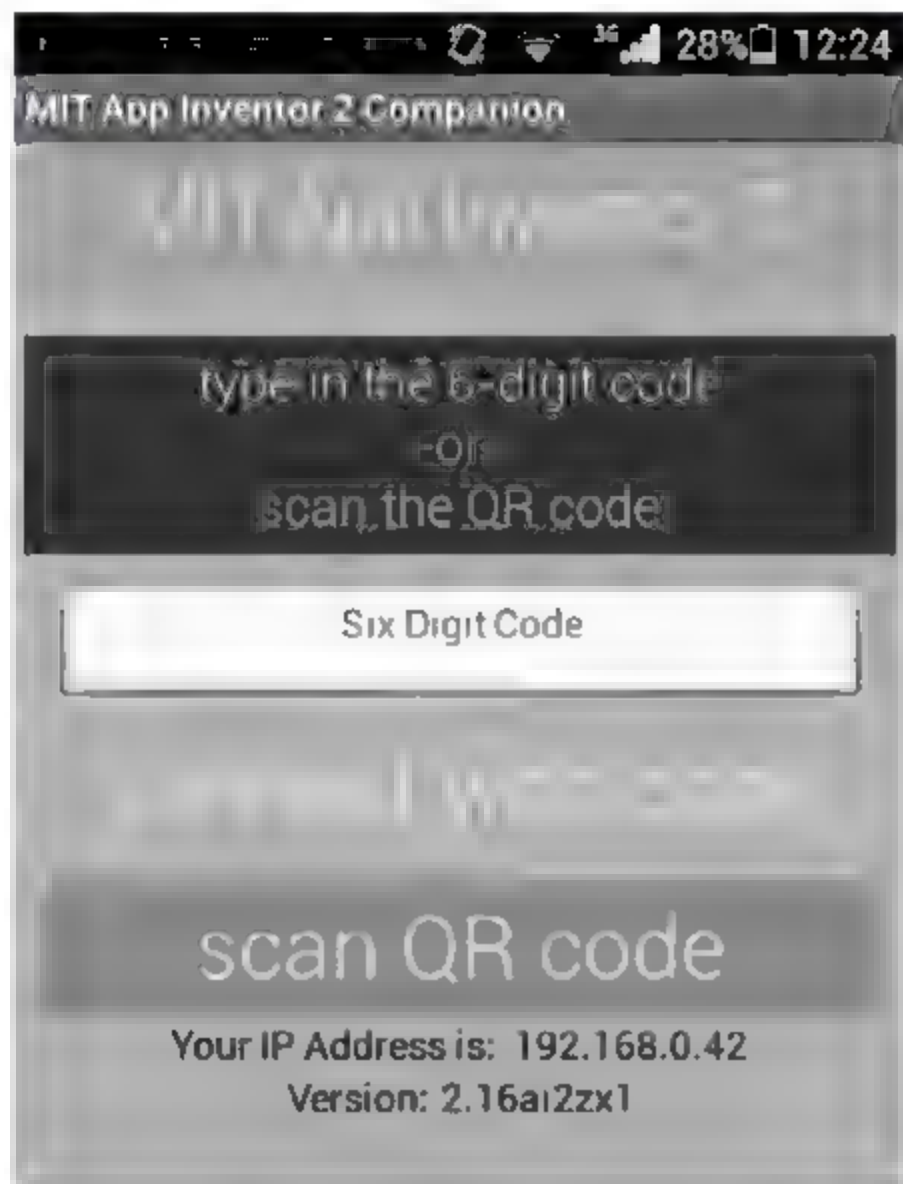 28% 12:24
MIT App Inventor 2 Companion
type in the 6-digit code
-or-
scan the QR code
Six Digit Code
scan QR code
Your IP Address is: 192.168.0.42
Version: 2.16ai2zx1